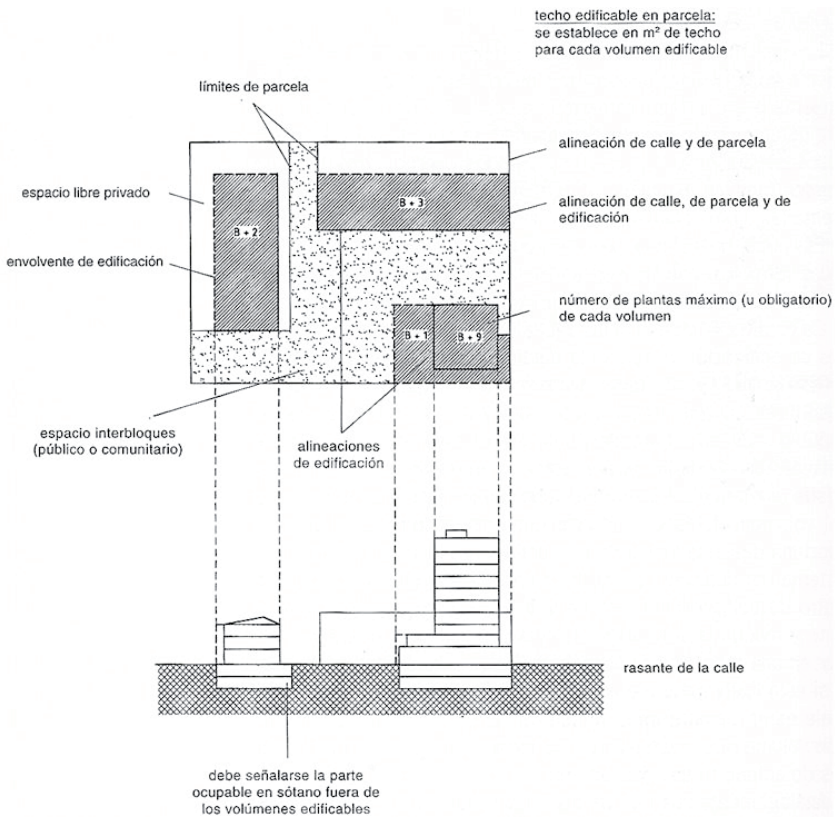 techo edificable en parcela:
se establece en m² de techo
para cada volumen edificable
límites de parcela
alineación de calle y de parcela
espacio libre privado
B + 3
alineación de calle, de parcela y de
edificación
B + 2
envolvente de edificación
número de plantas máximo (u obligatorio)
de cada volumen
B + 1
B + 9
espacio interbloques
(público o comunitario)
alineaciones
de edificación
rasante de la calle
debe señalarse la parte
ocupable en sótano fuera de
los volúmenes edificables